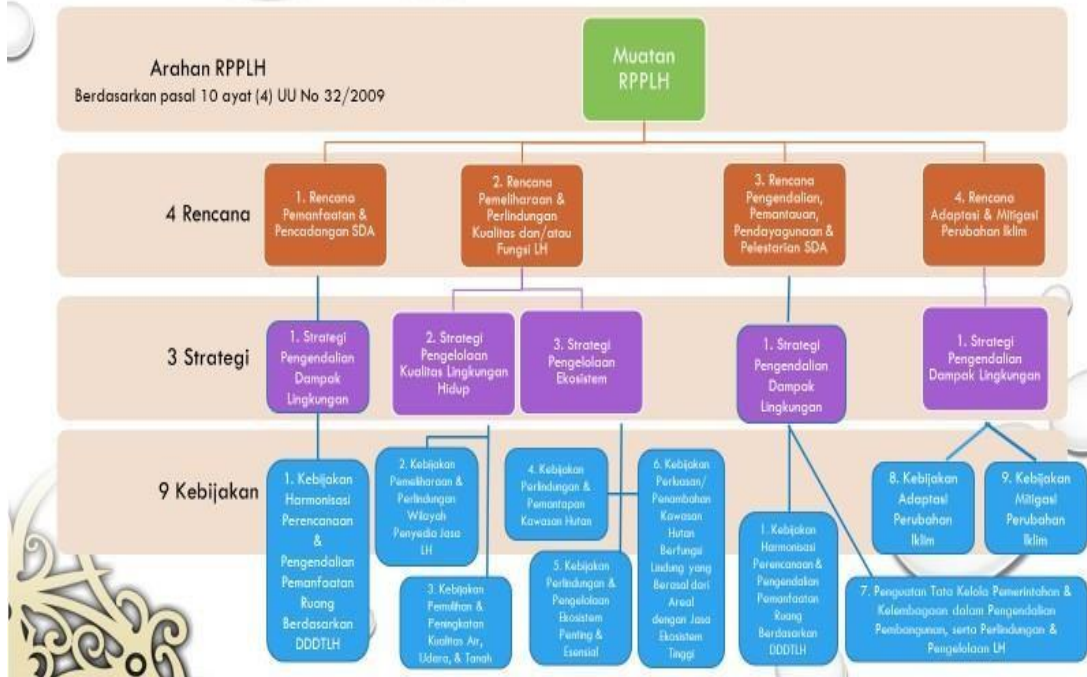 Arahan RPPLH
Berdasarkan pasal 10 ayat (4) UU No 32/2009
Muatan
RPPLH
4 Rencana
1. Rencana
Pemanfaatan &
Pencadangan SDA
2. Rencana
Pemeliharaan &
Perlindungan
Kualitas dan/atau
Fungsi LH
3. Rencana
Pengendalian,
Pemantauan,
Pendayagunaan &
Pelestarian SDA
4. Rencana
Adaptasi & Mitigasi
Perubahan Iklim
3 Strategi
1. Strategi
Pengendalian
Dampak
Lingkungan
2. Strategi
Pengelolaan
Kualitas Lingkungan
Hidup
3. Strategi
Pengelolaan
Ekosistem
1. Strategi
Pengendalian
Dampak
Lingkungan
1. Strategi
Pengendalian
Dampak Lingkungan
9 Kebijakan
1. Kebijakan
Harmonisasi
Perencanaan
&
Pengendalian
Pemanfaatan
Ruang
Berdasarkan
DDDTLH
2. Kebijakan
Pemeliharaan &
Perlindungan
Wilayah
Penyedia Jasa
LH
3. Kebijakan
Pemulihan &
Peningkatan
Kualitas Air,
Udara, & Tanah
4. Kebijakan
Perlindungan &
Pemantapan
Kawasan Hutan
5. Kebijakan
Perlindungan &
Pengelolaan
Ekosistem
Penting &
Esensial
6. Kebijakan
Perluasan/
Penambahan
Kawasan
Hutan
Berfungsi
Lindung yang
Berasal dari
Areal
dengan Jasa
Ekosistem
Tinggi
1. Kebijakan
Harmonisasi
Perencanaan &
Pengendalian
Pemanfaatan
Ruang
Berdasarkan
DDDTLH
8. Kebijakan
Adaptasi
Perubahan
Iklim
9. Kebijakan
Mitigasi
Perubahan
Iklim
7. Penguatan Tata Kelola Pemerintahan &
Kelembagaan dalam Pengendalian
Pembangunan, serta Perlindungan &
Pengelolaan LH